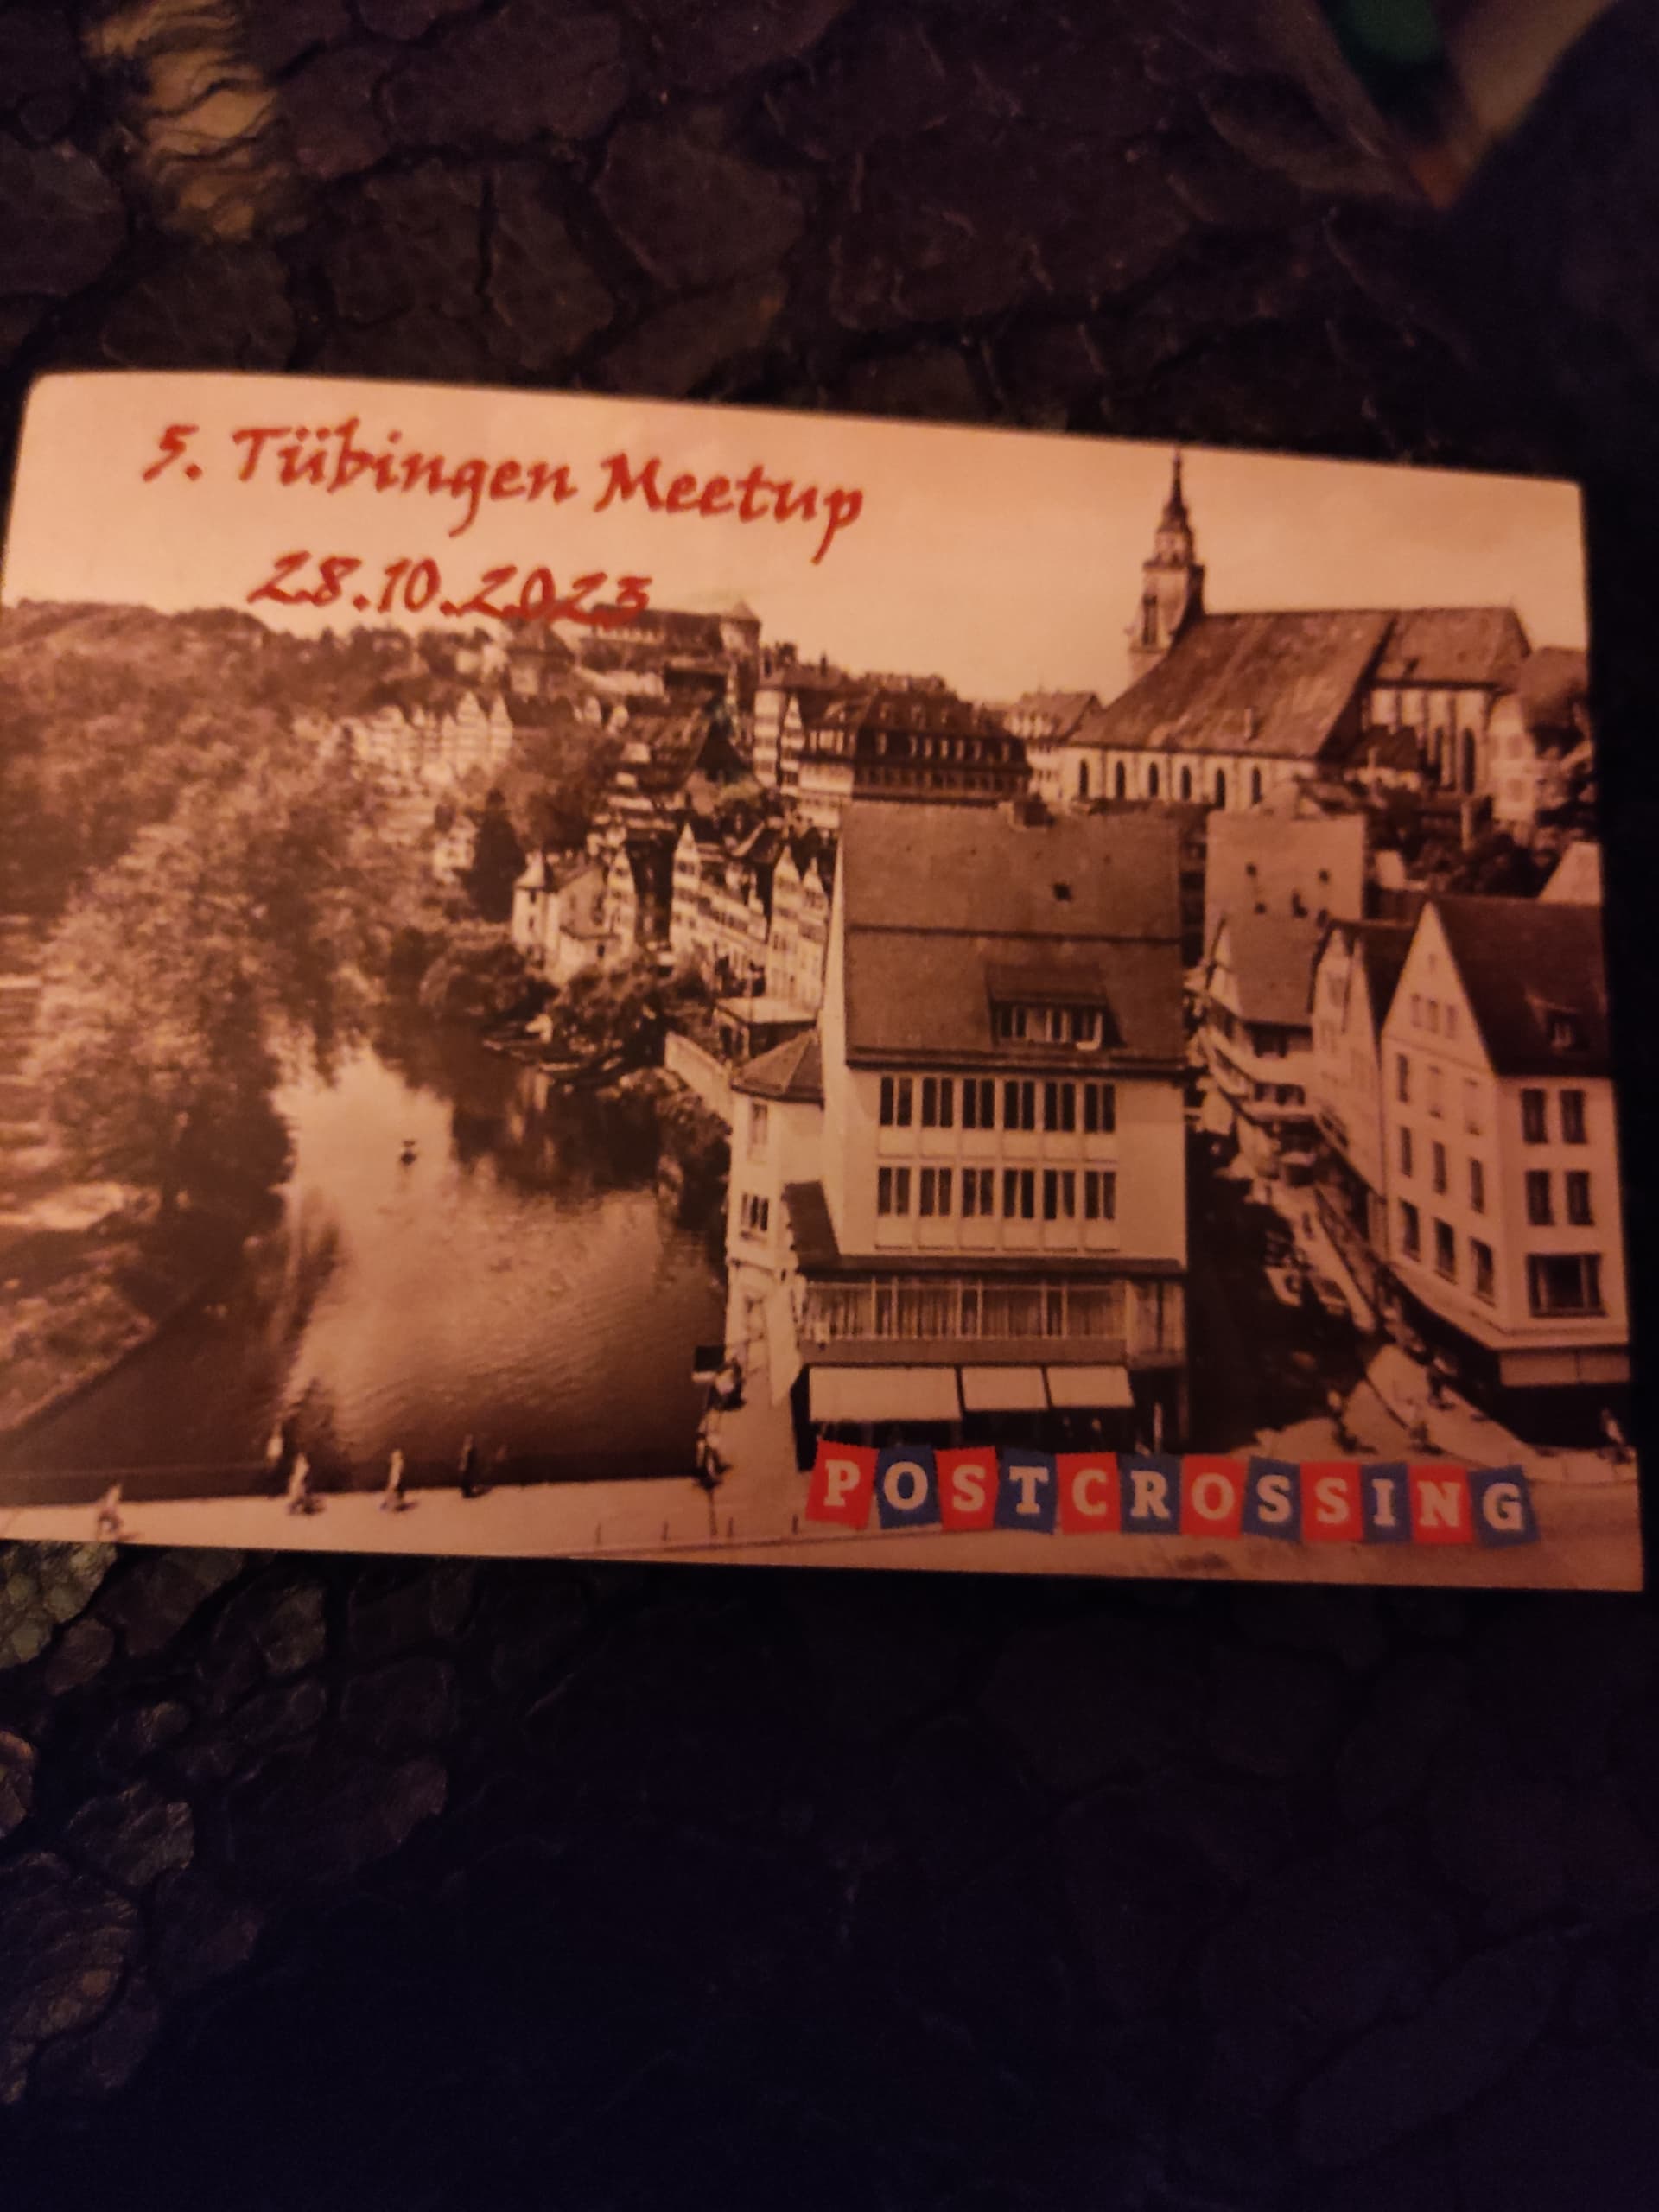 5. Tübingen Meetup
28.10.2023
POSTCROSSING